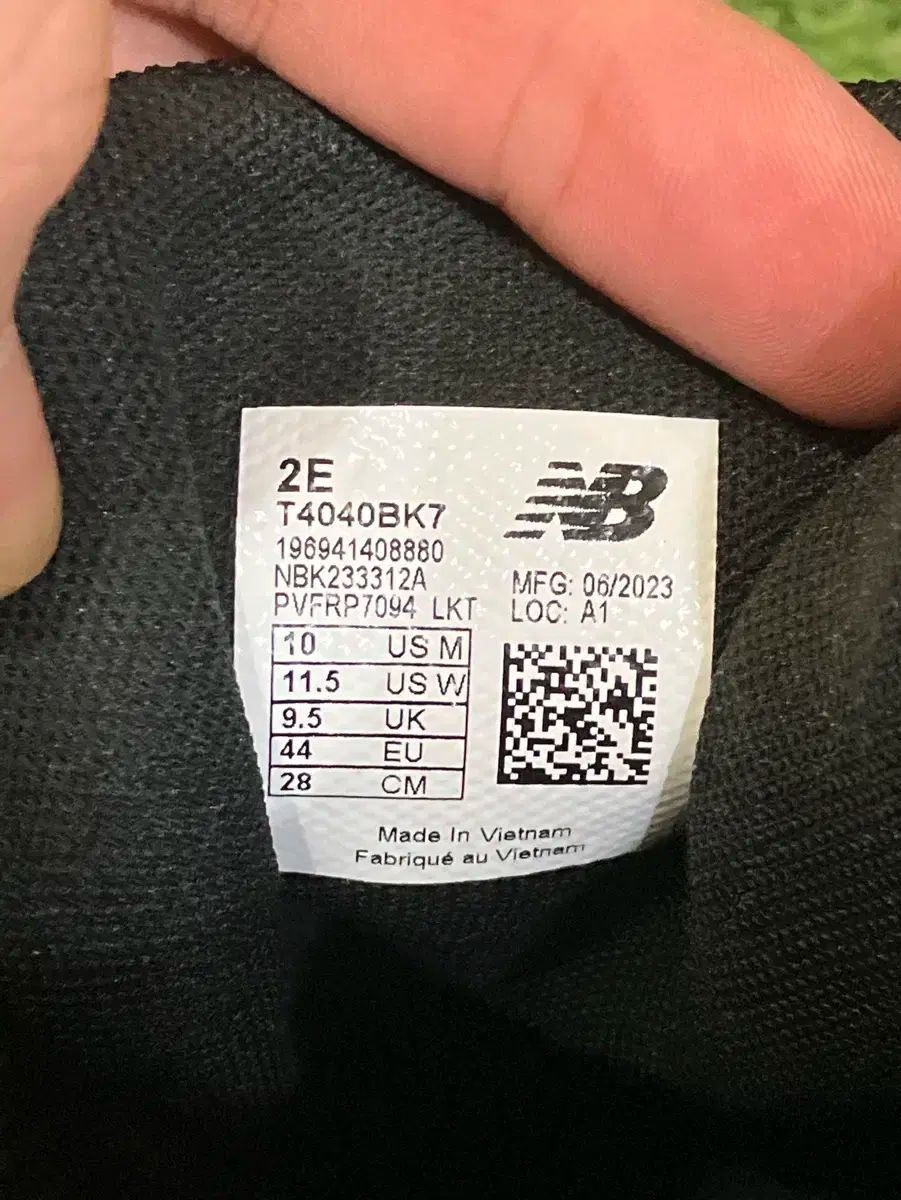 2E
T4040BK7
196941408880
NBK233312A
PVFRP7094 LKT
NB
MFG: 06/2023
LOC: A1
10 US M
11.5 US W
9.5 UK
44 EU
28 CM
Made In Vietnam
Fabriqué au Vietnam